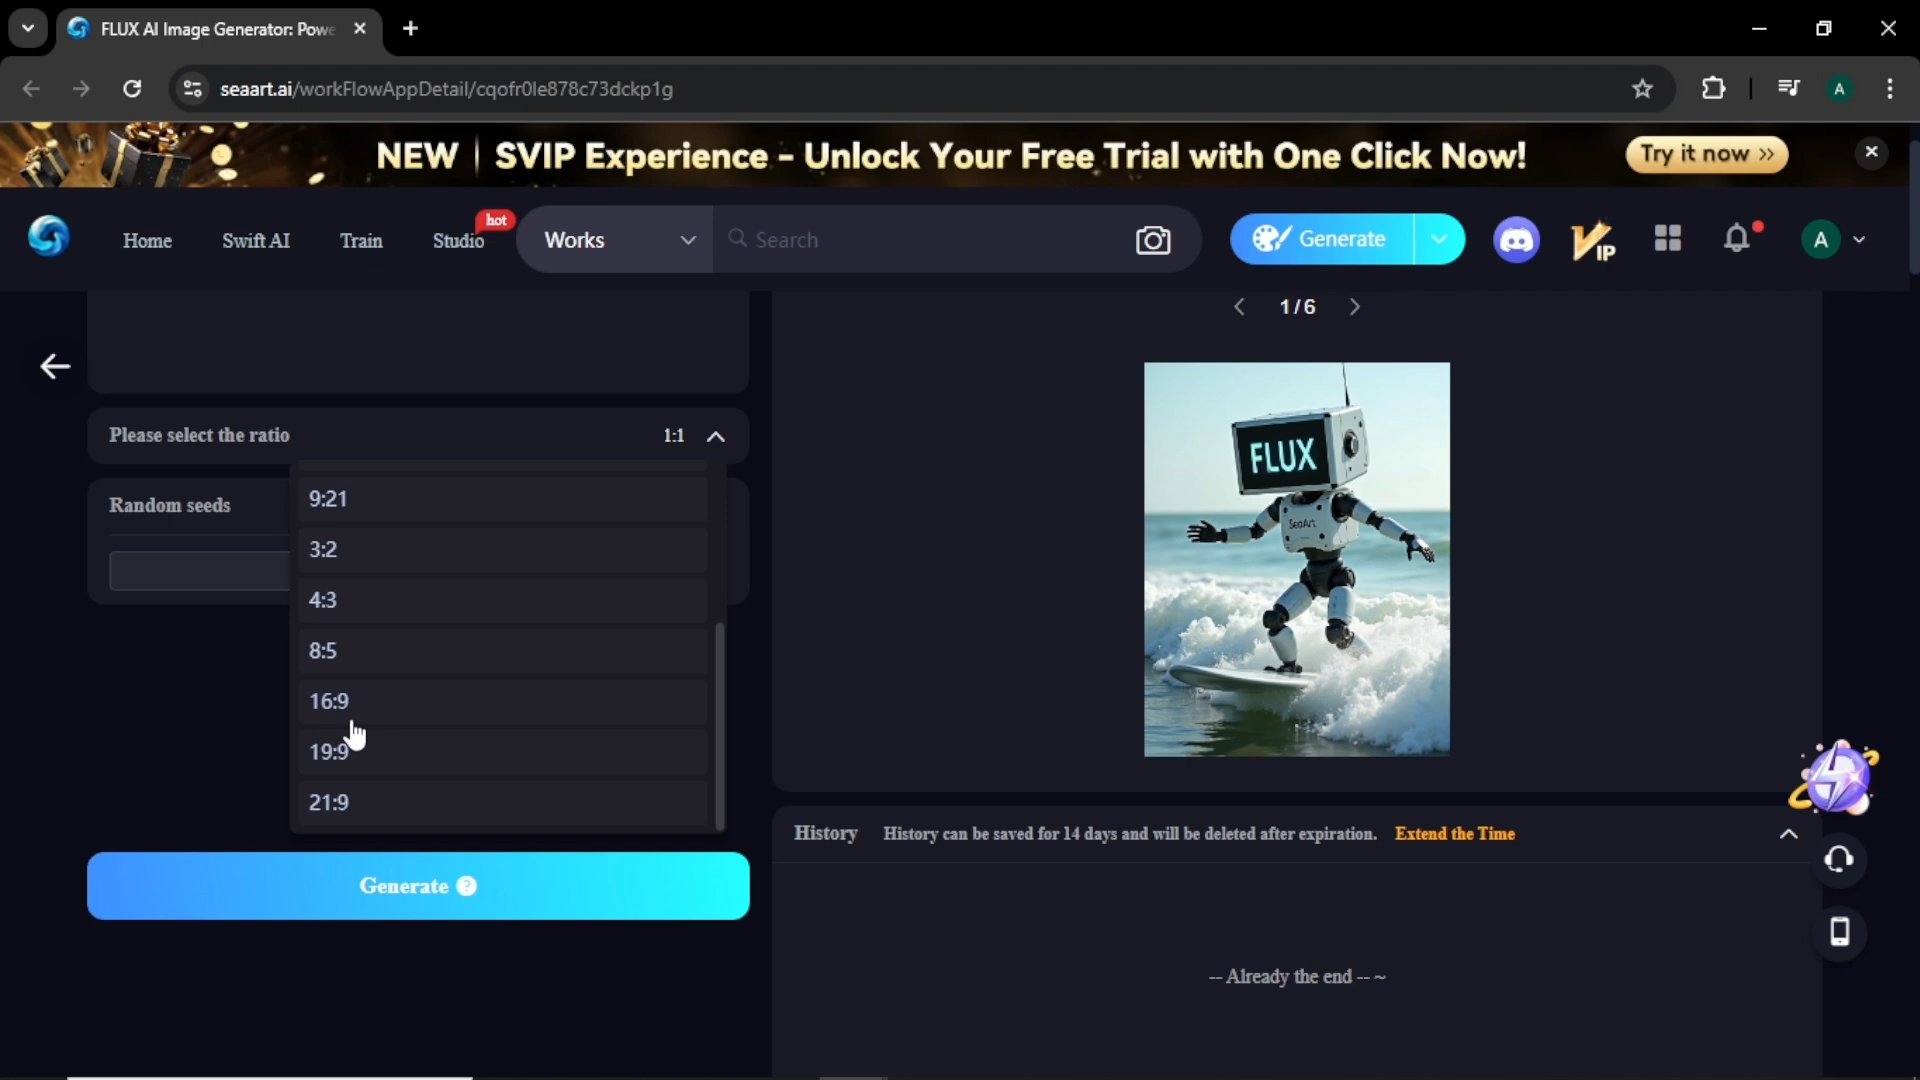 FLUX AI Image Generator: Powe
seaart.ai/workFlowAppDetail/cqofr0le878c73dckp1g
A
NEW | SVIP Experience - Unlock Your Free Trial with One Click Now!
Try it now >>
Home
Swift AI
Train
Studio
hot
Works
Search
Generate
VIP
A
1 / 6
Please select the ratio
1:1
Random seeds
9:21
3:2
4:3
8:5
16:9
19:9
21:9
Generate ?
FLUX
SeaArt
History
History can be saved for 14 days and will be deleted after expiration.
Extend the Time
-- Already the end -- ~